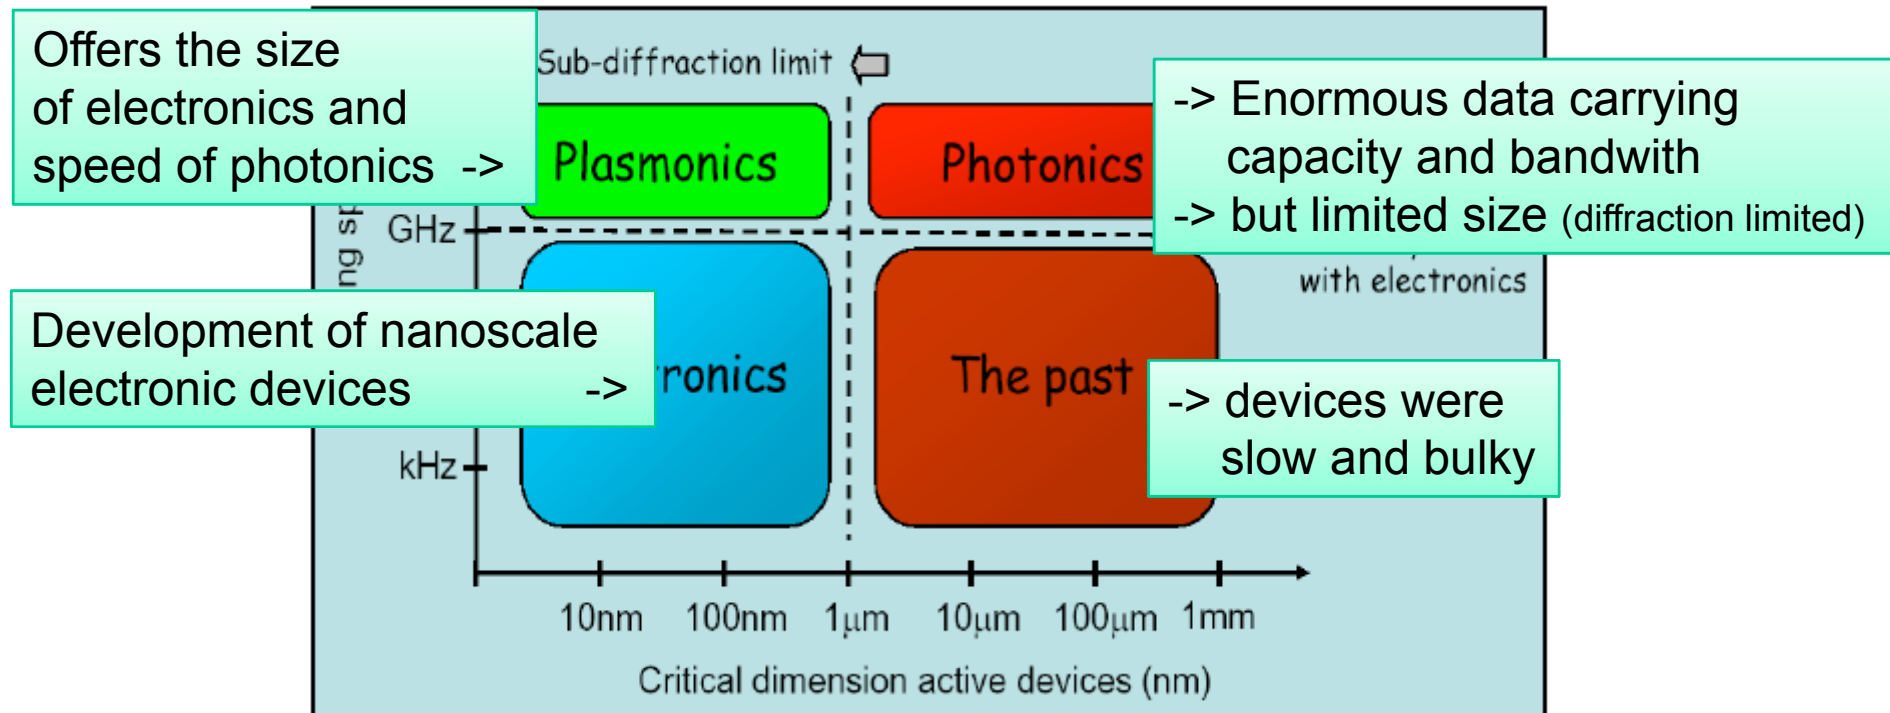 Offers the size
of electronics and
speed of photonics ->
Sub-diffraction limit
-> Enormous data carrying
capacity and bandwith
-> but limited size (diffraction limited)
Plasmonics
Photonics
GHz
with electronics
Development of nanoscale
electronic devices ->
ronics
The past
-> devices were
slow and bulky
kHz
10nm 100nm 1μm 10μm 100μm 1mm
Critical dimension active devices (nm)